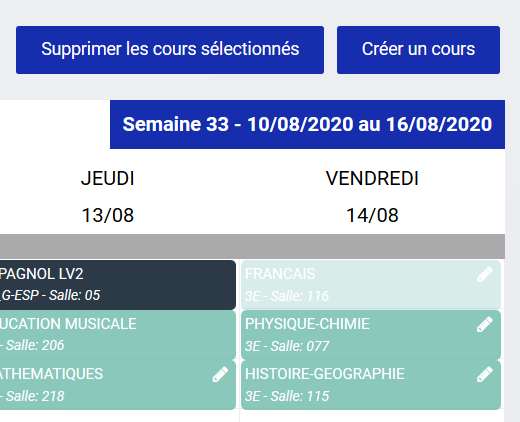 Supprimer les cours sélectionnés
Créer un cours
Semaine 33 - 10/08/2020 au 16/08/2020
JEUDI
VENDREDI
13/08
14/08
PAGNOL LV2
_G-ESP - Salle: 05
UCATION MUSICALE
- Salle: 206
ATHEMATIQUES
- Salle: 218
FRANCAIS
3E - Salle: 116
PHYSIQUE-CHIMIE
3E - Salle: 077
HISTOIRE-GEOGRAPHIE
3E - Salle: 115